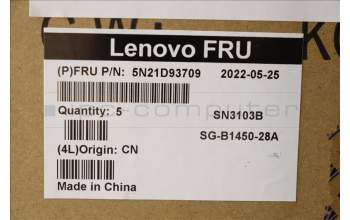 Lenovo FRU
(P)FRU P/N: 5N21D93709 2022-05-25
Quantity: 5 SN3103B
SG-B1450-28A
(4L)Origin: CN
Made in China